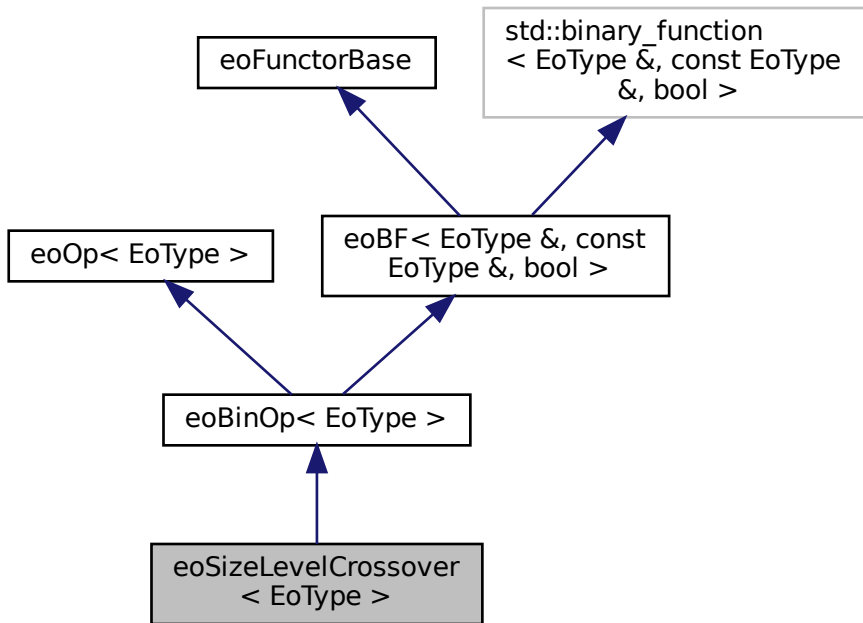 std::binary_function
< EoType &, const EoType
&, bool >
eoFunctorBase
eoBF< EoType &, const
EoType &, bool >
eoOp< EoType >
eoBinOp< EoType >
eoSizeLevelCrossover
< EoType >